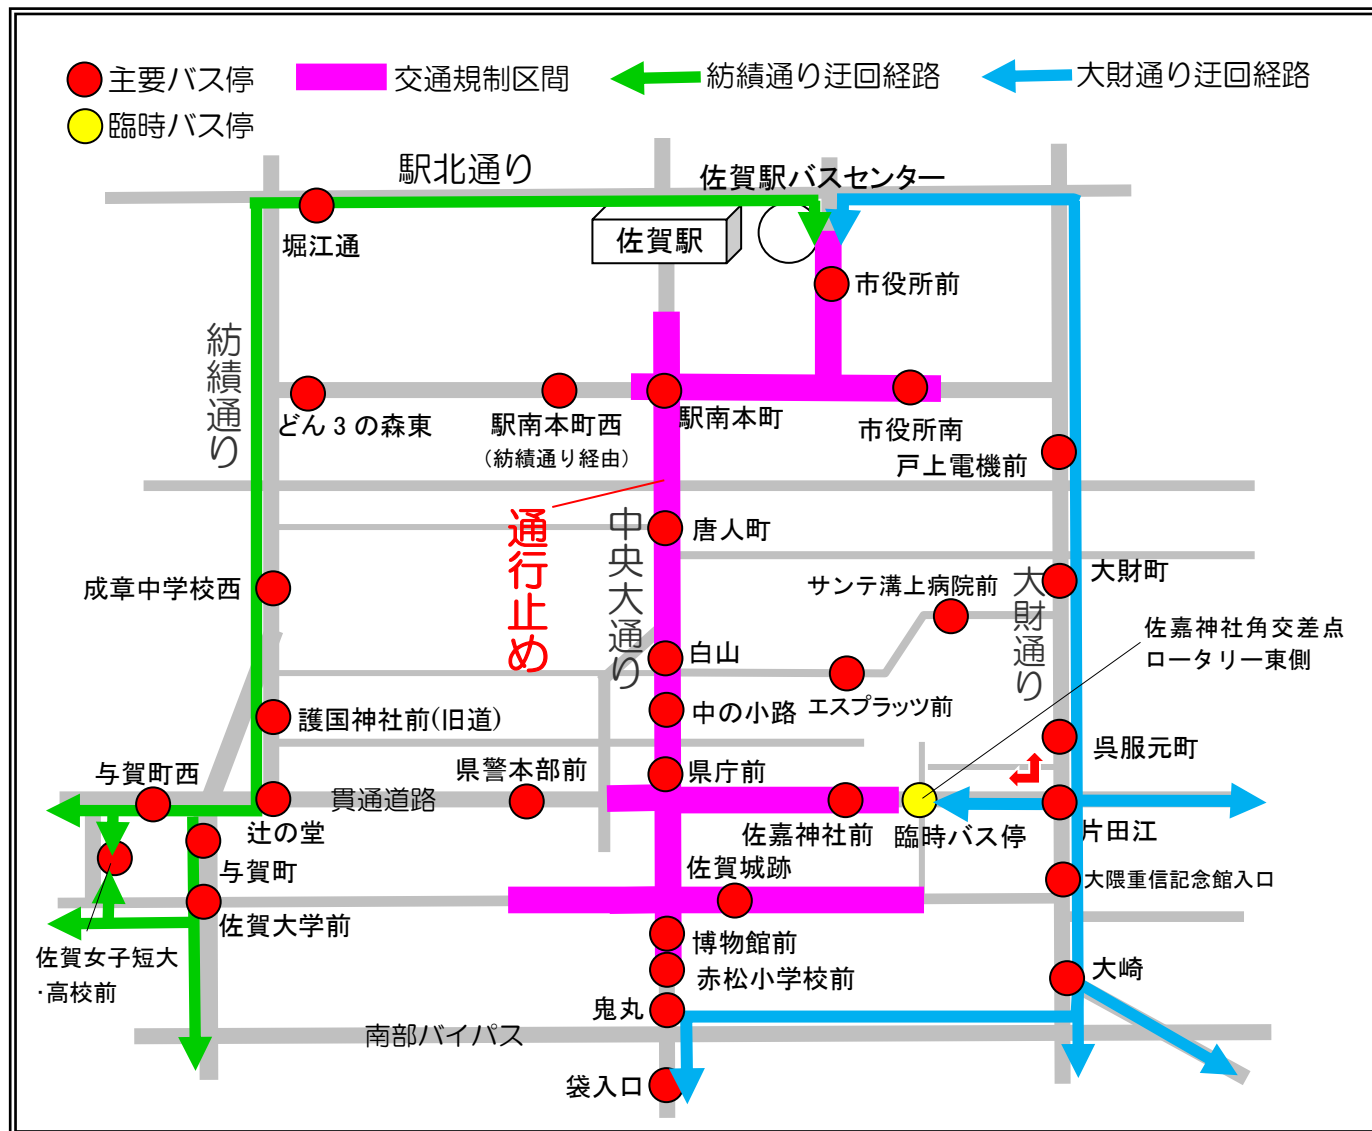 主要バス停
交通規制区間
紡績通り迂回経路
大財通り迂回経路
臨時バス停
駅北通り
佐賀駅バスセンター
堀江通
佐賀駅
市役所前
紡績通り
どん3の森東
駅南本町西
(紡績通り経由)
駅南本町
市役所南
戸上電機前
通行止め
中央大通り
唐人町
大財通り
大財町
成章中学校西
サンテ溝上病院前
佐嘉神社角交差点
ロータリー東側
白山
エスプラッツ前
中の小路
護国神社前(旧道)
呉服元町
与賀町西
県警本部前
県庁前
貫通道路
辻の堂
佐嘉神社前
臨時バス停
片田江
与賀町
佐賀城跡
大隈重信記念館入口
佐賀大学前
佐賀女子短大
・高校前
博物館前
赤松小学校前
大崎
鬼丸
南部バイパス
袋入口